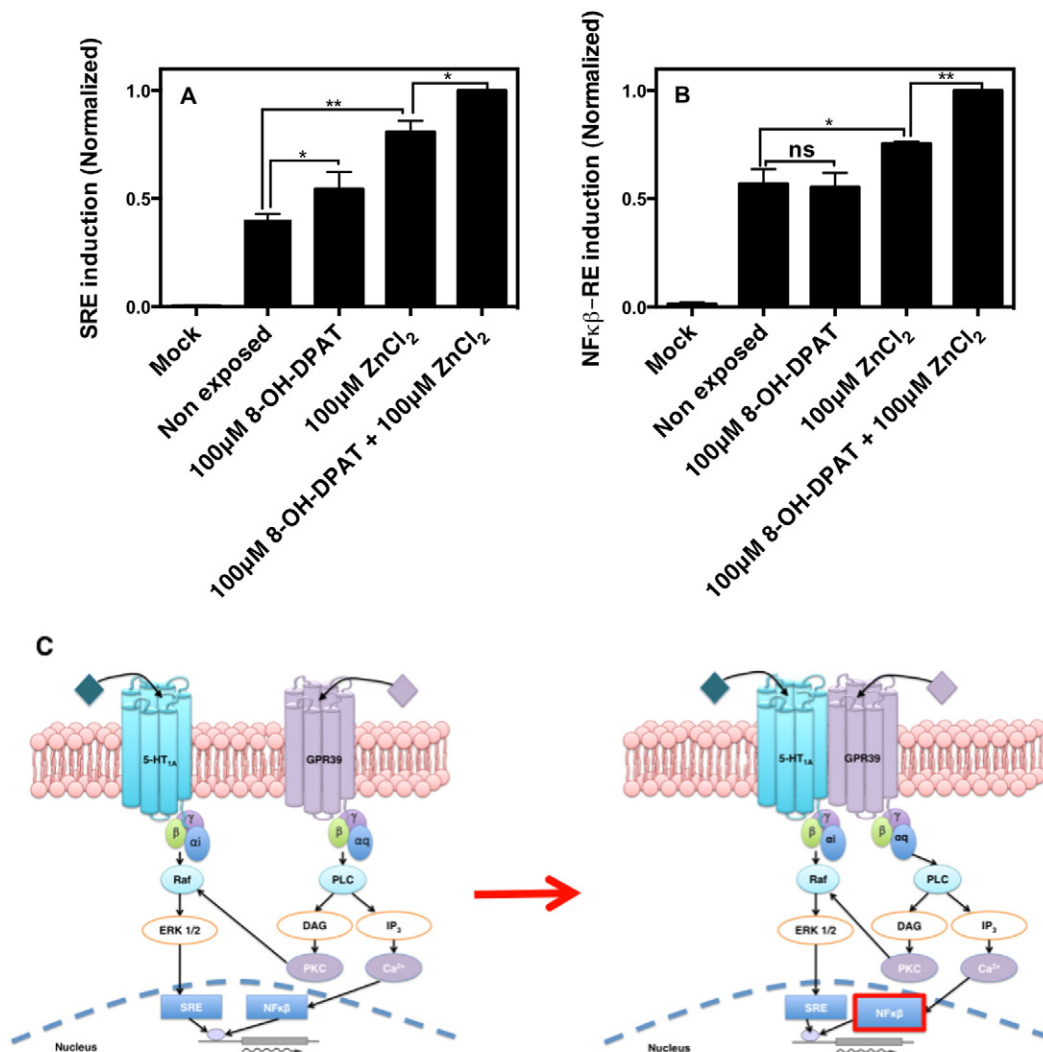 SRE induction (Normalized)
A
1.0
0.5
0.0
*
**
*
Mock
Non exposed
100μM 8-OH-DPAT
100μM ZnCl₂
100μM 8-OH-DPAT + 100μM ZnCl₂
NFκβ–RE induction (Normalized)
B
1.0
0.5
0.0
**
*
ns
Mock
Non exposed
100μM 8-OH-DPAT
100μM ZnCl₂
100μM 8-OH-DPAT + 100μM ZnCl₂
C
5-HT1A
GPR39
β γ αi
β γ αq
Raf
PLC
ERK 1/2
DAG
IP₃
PKC
Ca²⁺
SRE
NFκβ
Nucleus
5-HT1A
GPR39
β γ αi
β γ αq
Raf
PLC
ERK 1/2
DAG
IP₃
PKC
Ca²⁺
SRE
NFκβ
Nucleus